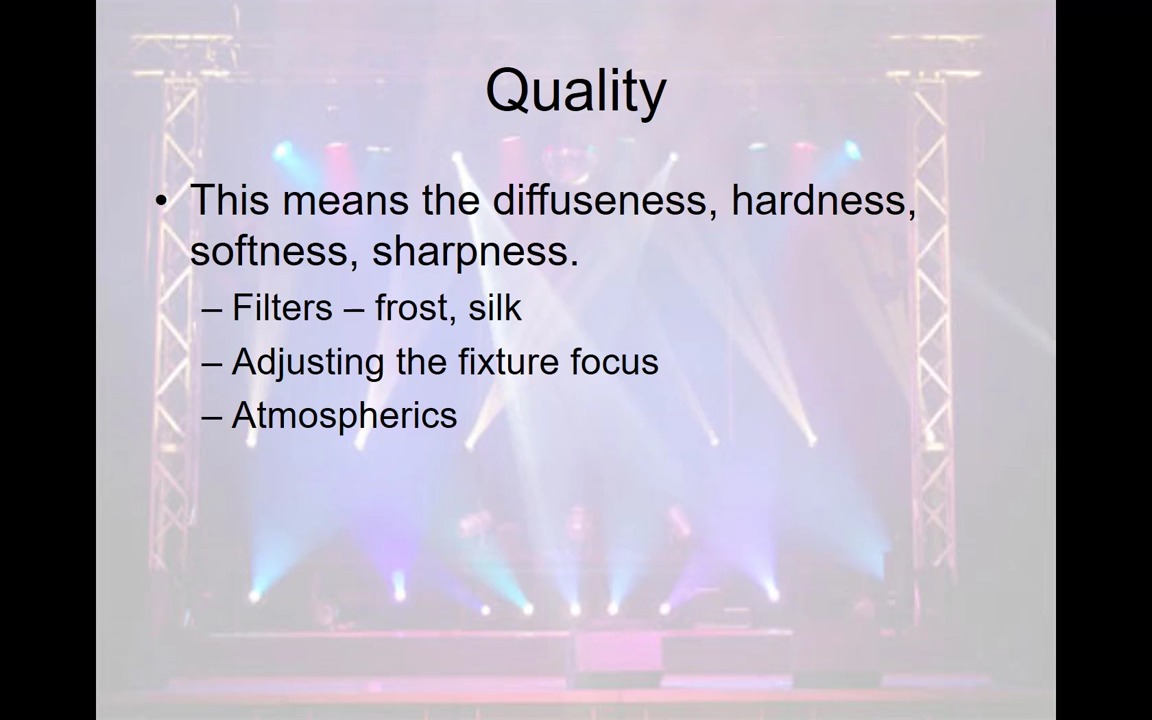 Quality
• This means the diffuseness, hardness,
softness, sharpness.
– Filters – frost, silk
– Adjusting the fixture focus
– Atmospherics